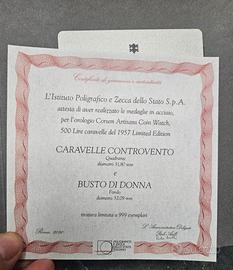 Certificato di garanzia e autenticità
L'Istituto Poligrafico e Zecca dello Stato S.p.A.
attesta di aver realizzato le medaglie in acciaio,
per l'orologio Corum Artisans Coin Watch,
500 Lire caravelle del 1957 Limited Edition
CARAVELLE CONTROVENTO
Quadrante
e
BUSTO DI DONNA
Fondo
tiratura limitata a 999 esemplari
L'Amministratore Delegato
Roma,